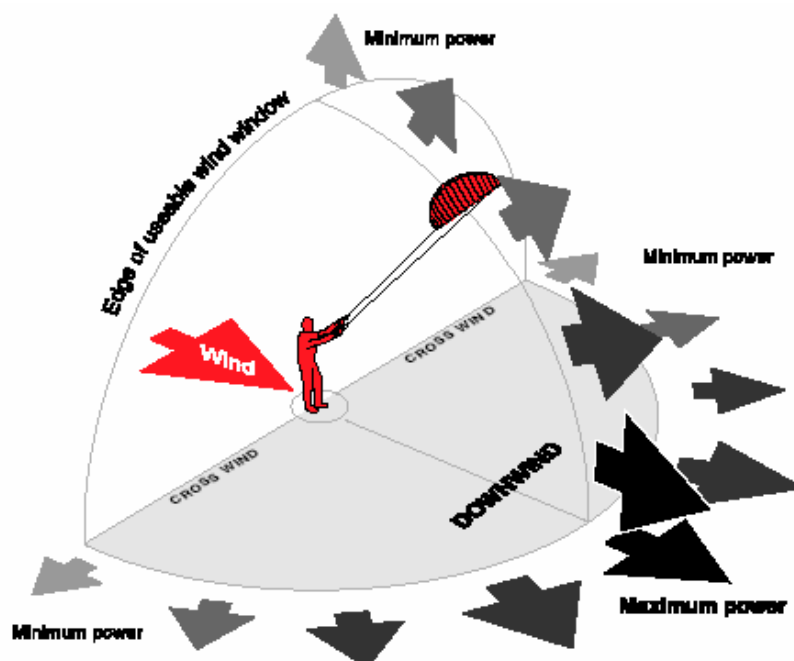 Minimum power
Edge of useable wind window
Minimum power
Wind
CROSS WIND
CROSS WIND
DOWNWIND
Maximum power
Minimum power